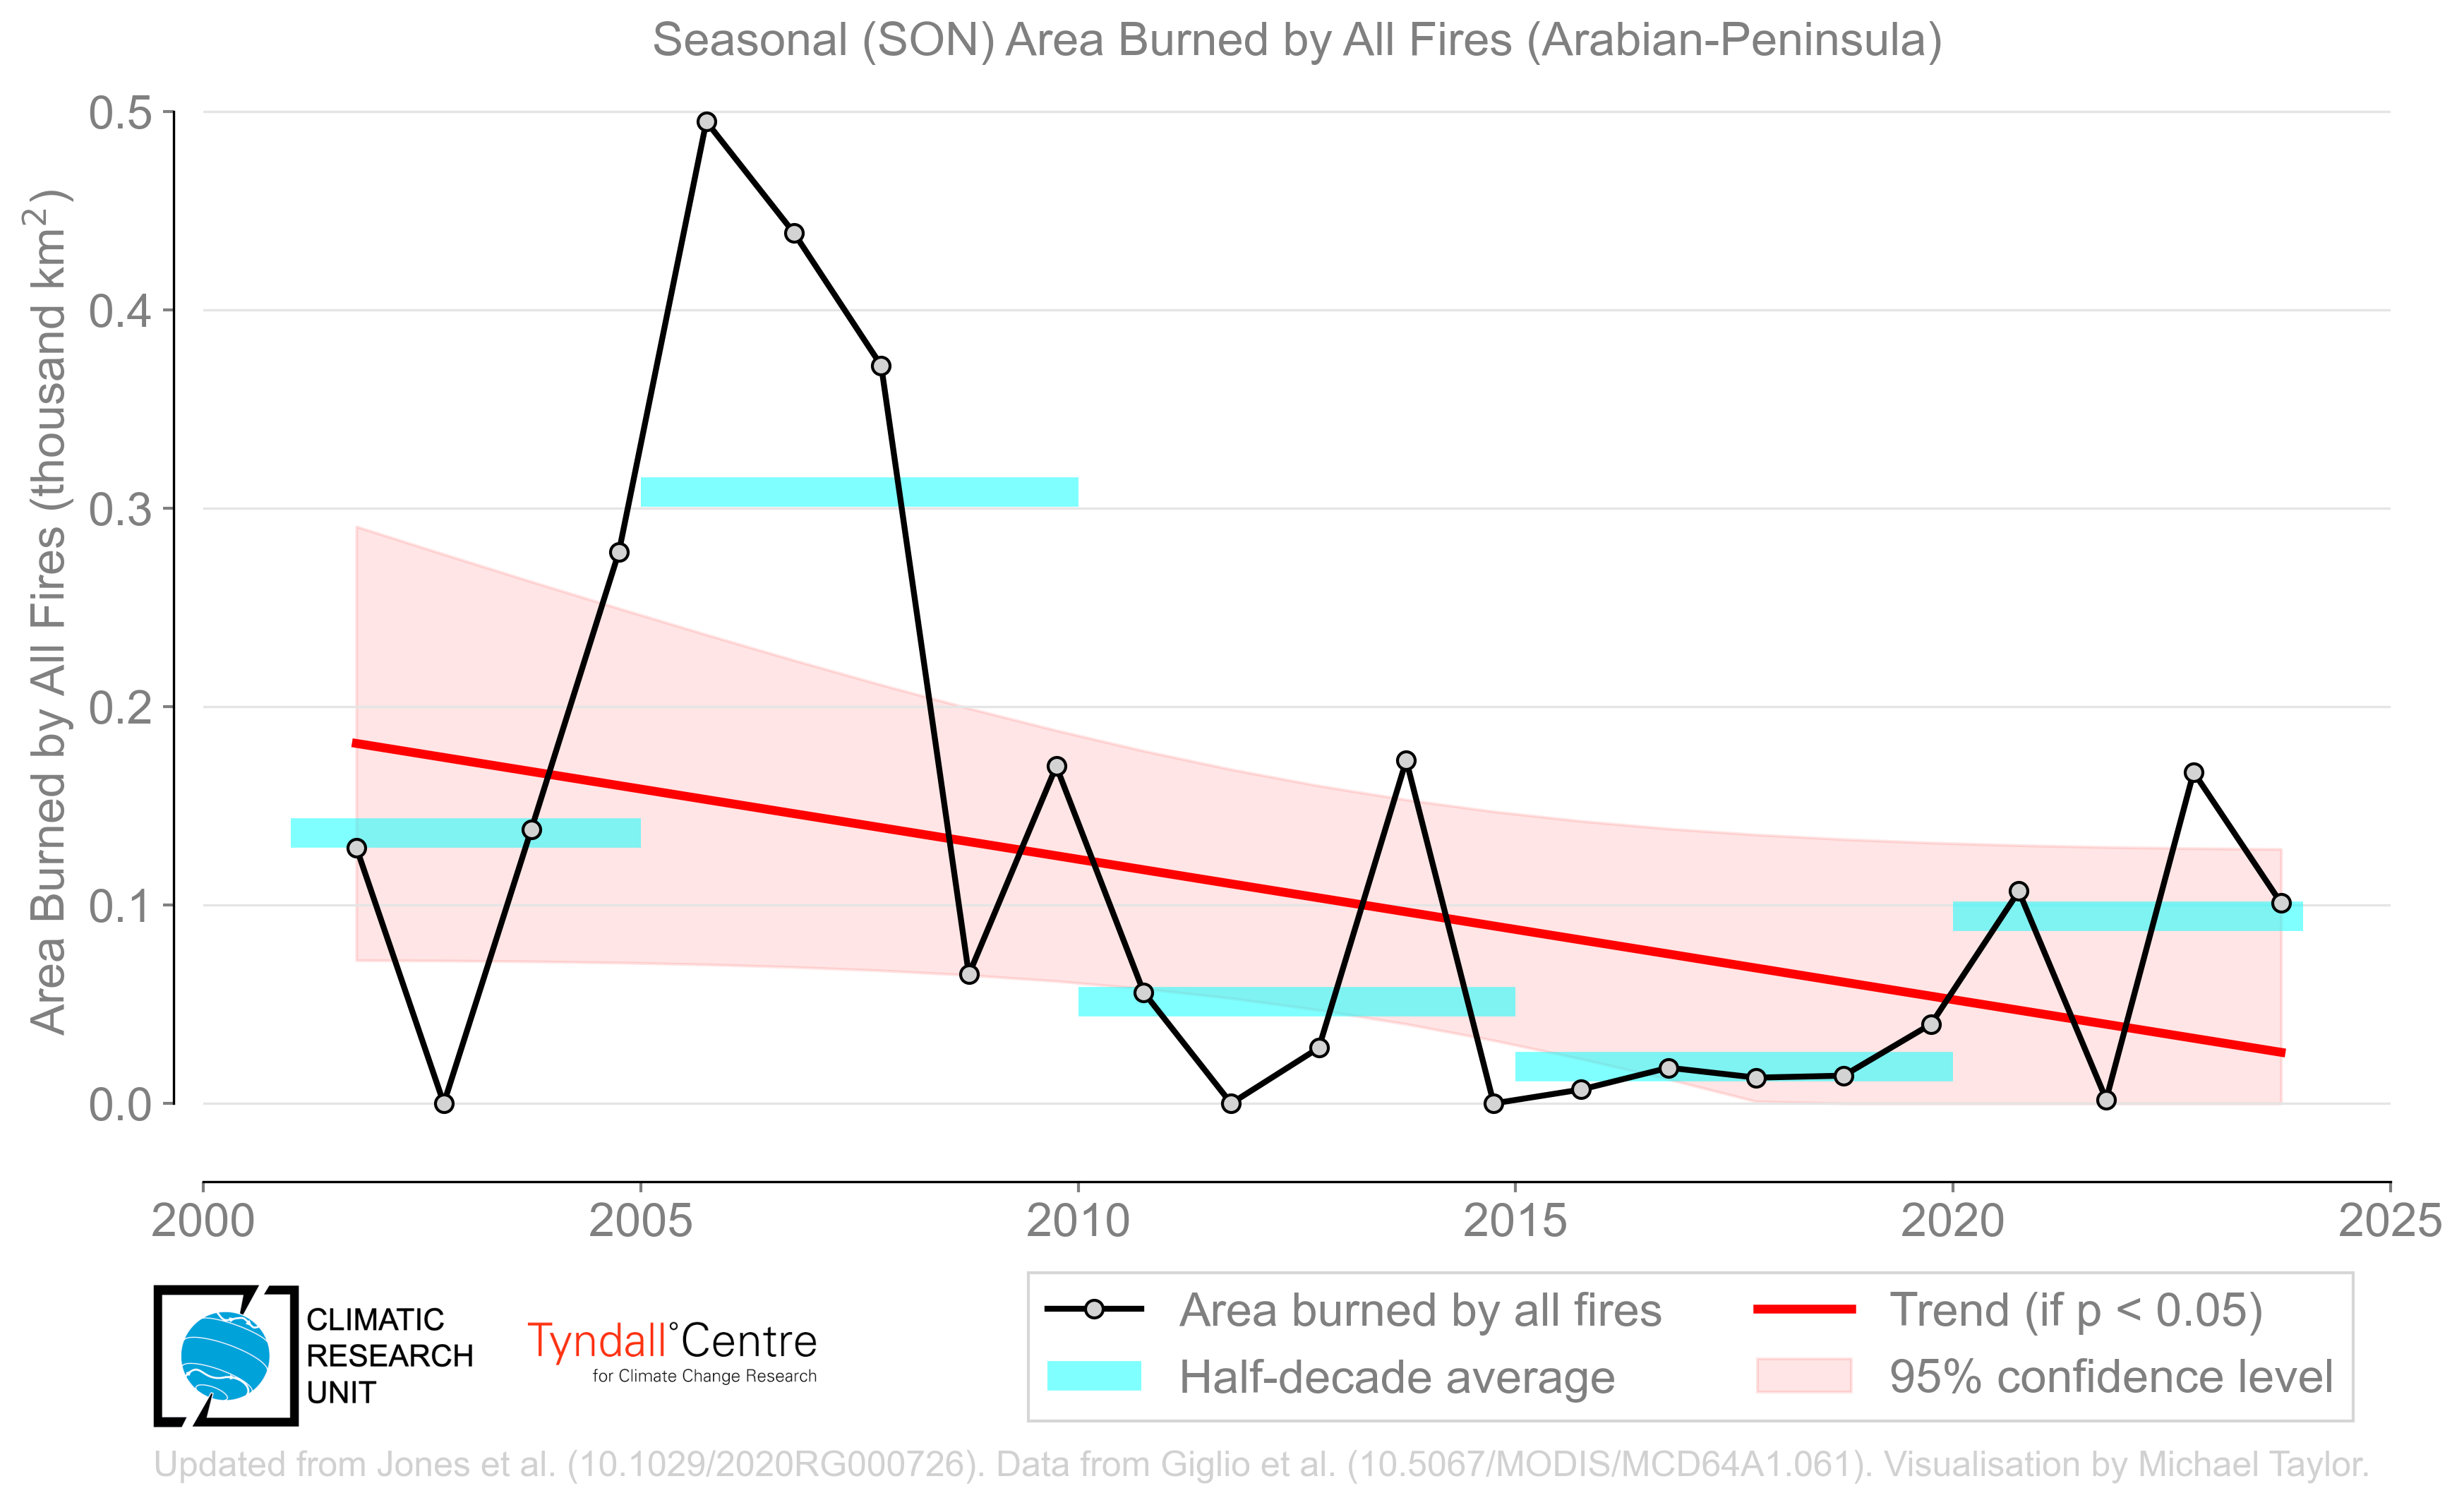 Seasonal (SON) Area Burned by All Fires (Arabian-Peninsula)
Area Burned by All Fires (thousand km²)
0.5
0.4
0.3
0.2
0.1
0.0
2000 2005 2010 2015 2020 2025
CLIMATIC
RESEARCH
UNIT
Tyndall°Centre
for Climate Change Research
Area burned by all fires
Half-decade average
Trend (if p < 0.05)
95% confidence level
Updated from Jones et al. (10.1029/2020RG000726). Data from Giglio et al. (10.5067/MODIS/MCD64A1.061). Visualisation by Michael Taylor.